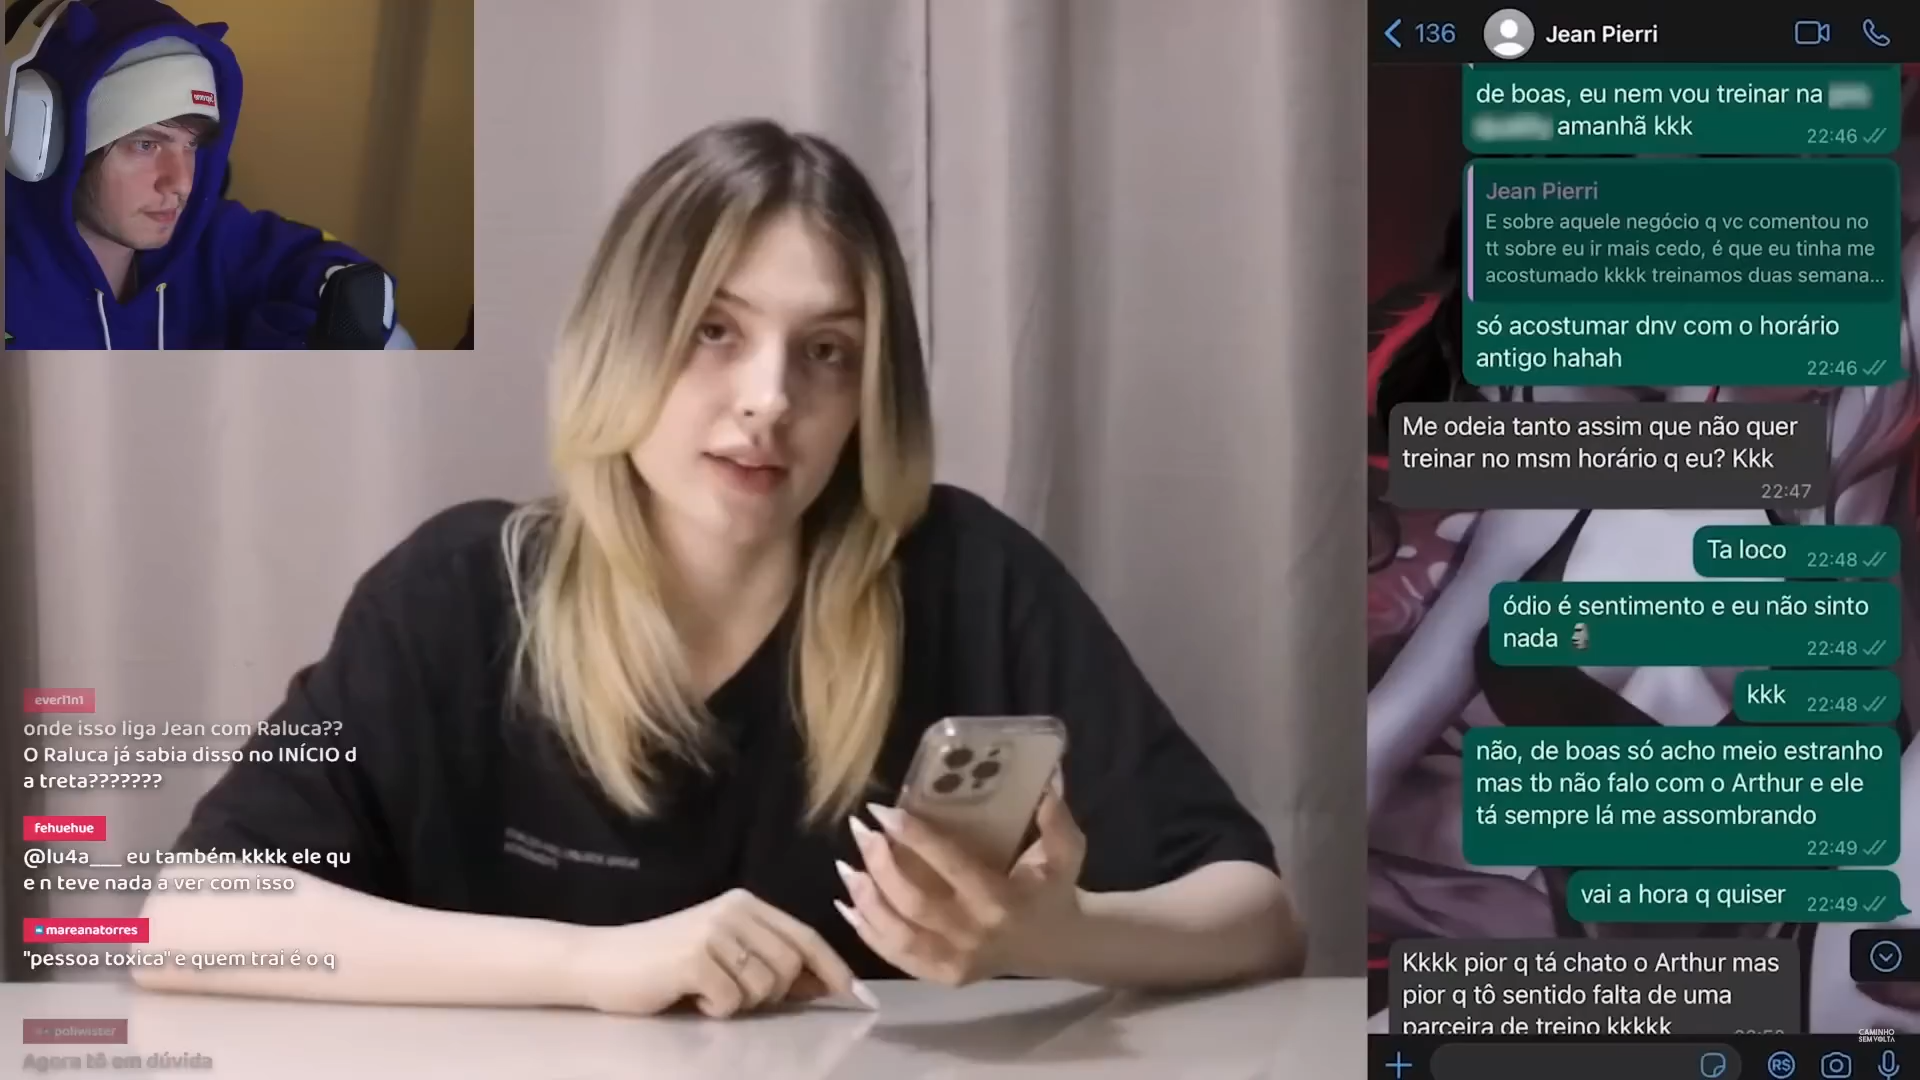 136
Jean Pierri
de boas, eu nem vou treinar na
amanhã kkk
22:46
Jean Pierri
E sobre aquele negócio q vc comentou no
tt sobre eu ir mais cedo, é que eu tinha me
acostumado kkkk treinamos duas semana...
só acostumar dnv com o horário
antigo hahah
22:46
Me odeia tanto assim que não quer
treinar no msm horário q eu? Kkk
22:47
Ta loco
22:48
ódio é sentimento e eu não sinto
nada
22:48
kkk
22:48
não, de boas só acho meio estranho
mas tb não falo com o Arthur e ele
tá sempre lá me assombrando
22:49
vai a hora q quiser
22:49
Kkkk pior q tá chato o Arthur mas
pior q tô sentido falta de uma
parceira de treino kkkkk
R$
CAMINHO
SEM VOLTA
everl1n1
onde isso liga Jean com Raluca??
O Raluca já sabia disso no INÍCIO d
a treta???????
fehuehue
@lu4a___ eu também kkkk ele qu
e n teve nada a ver com isso
mareanatorres
"pessoa toxica" e quem trai é o q
poliwister
Agora tô em dúvida